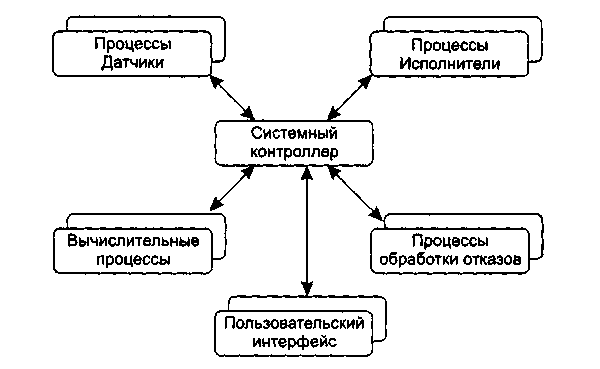 Процессы
Датчики
Процессы
Исполнители
Системный
контроллер
Вычислительные
процессы
Процессы
обработки отказов
Пользовательский
интерфейс